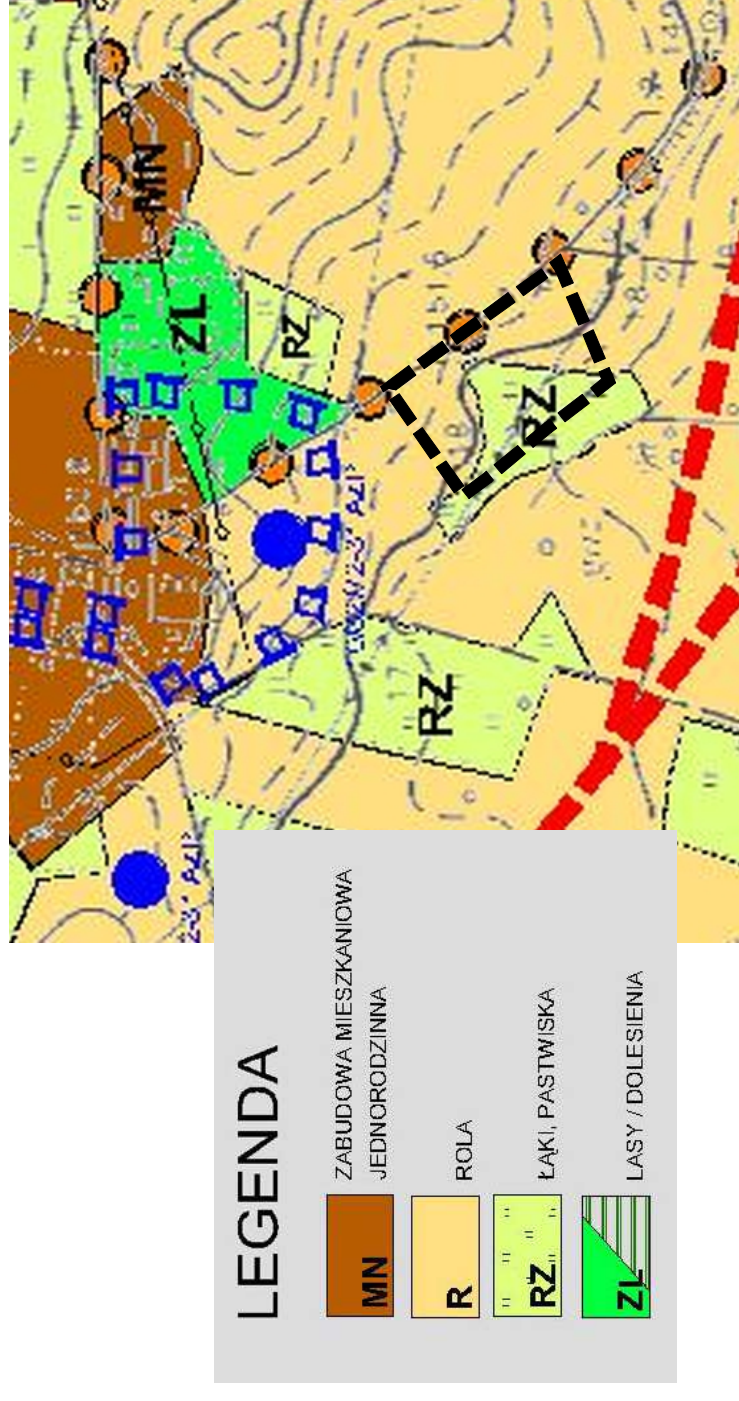 MN
ZL
RZ
RZ
RZ
LEGENDA
MN
ZABUDOWA MIESZKANIOWA
JEDNORODZINNA
R
ROLA
RZ
ŁĄKI, PASTWISKA
ZL
LASY / DOLESIENIA